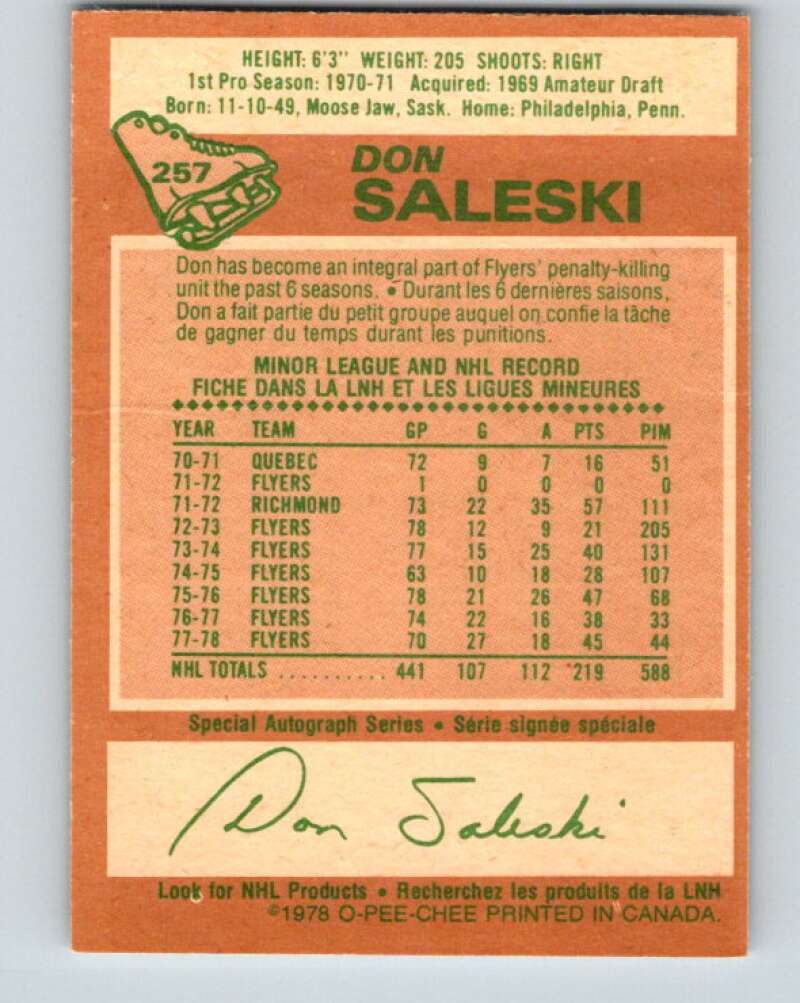 HEIGHT: 6'3" WEIGHT: 205 SHOOTS: RIGHT
1st Pro Season: 1970-71 Acquired: 1969 Amateur Draft
Born: 11-10-49, Moose Jaw, Sask. Home: Philadelphia, Penn.
257
DON
SALESKI
Don has become an integral part of Flyers' penalty-killing
unit the past 6 seasons. • Durant les 6 dernières saisons,
Don a fait partie du petit groupe auquel on confie la tâche
de gagner du temps durant les punitions.
MINOR LEAGUE AND NHL RECORD
FICHE DANS LA LNH ET LES LIGUES MINEURES
YEAR TEAM GP G A PTS PIM
70-71 QUEBEC 72 9 7 16 51
71-72 FLYERS 1 0 0 0 0
71-72 RICHMOND 73 22 35 57 111
72-73 FLYERS 78 12 9 21 205
73-74 FLYERS 77 15 25 40 131
74-75 FLYERS 63 10 18 28 107
75-76 FLYERS 78 21 26 47 68
76-77 FLYERS 74 22 16 38 33
77-78 FLYERS 70 27 18 45 44
NHL TOTALS .......... 441 107 112 219 588
Special Autograph Series • Série signée spéciale
Don Saleski
Look for NHL Products • Recherchez les produits de la LNH
©1978 O-PEE-CHEE PRINTED IN CANADA.